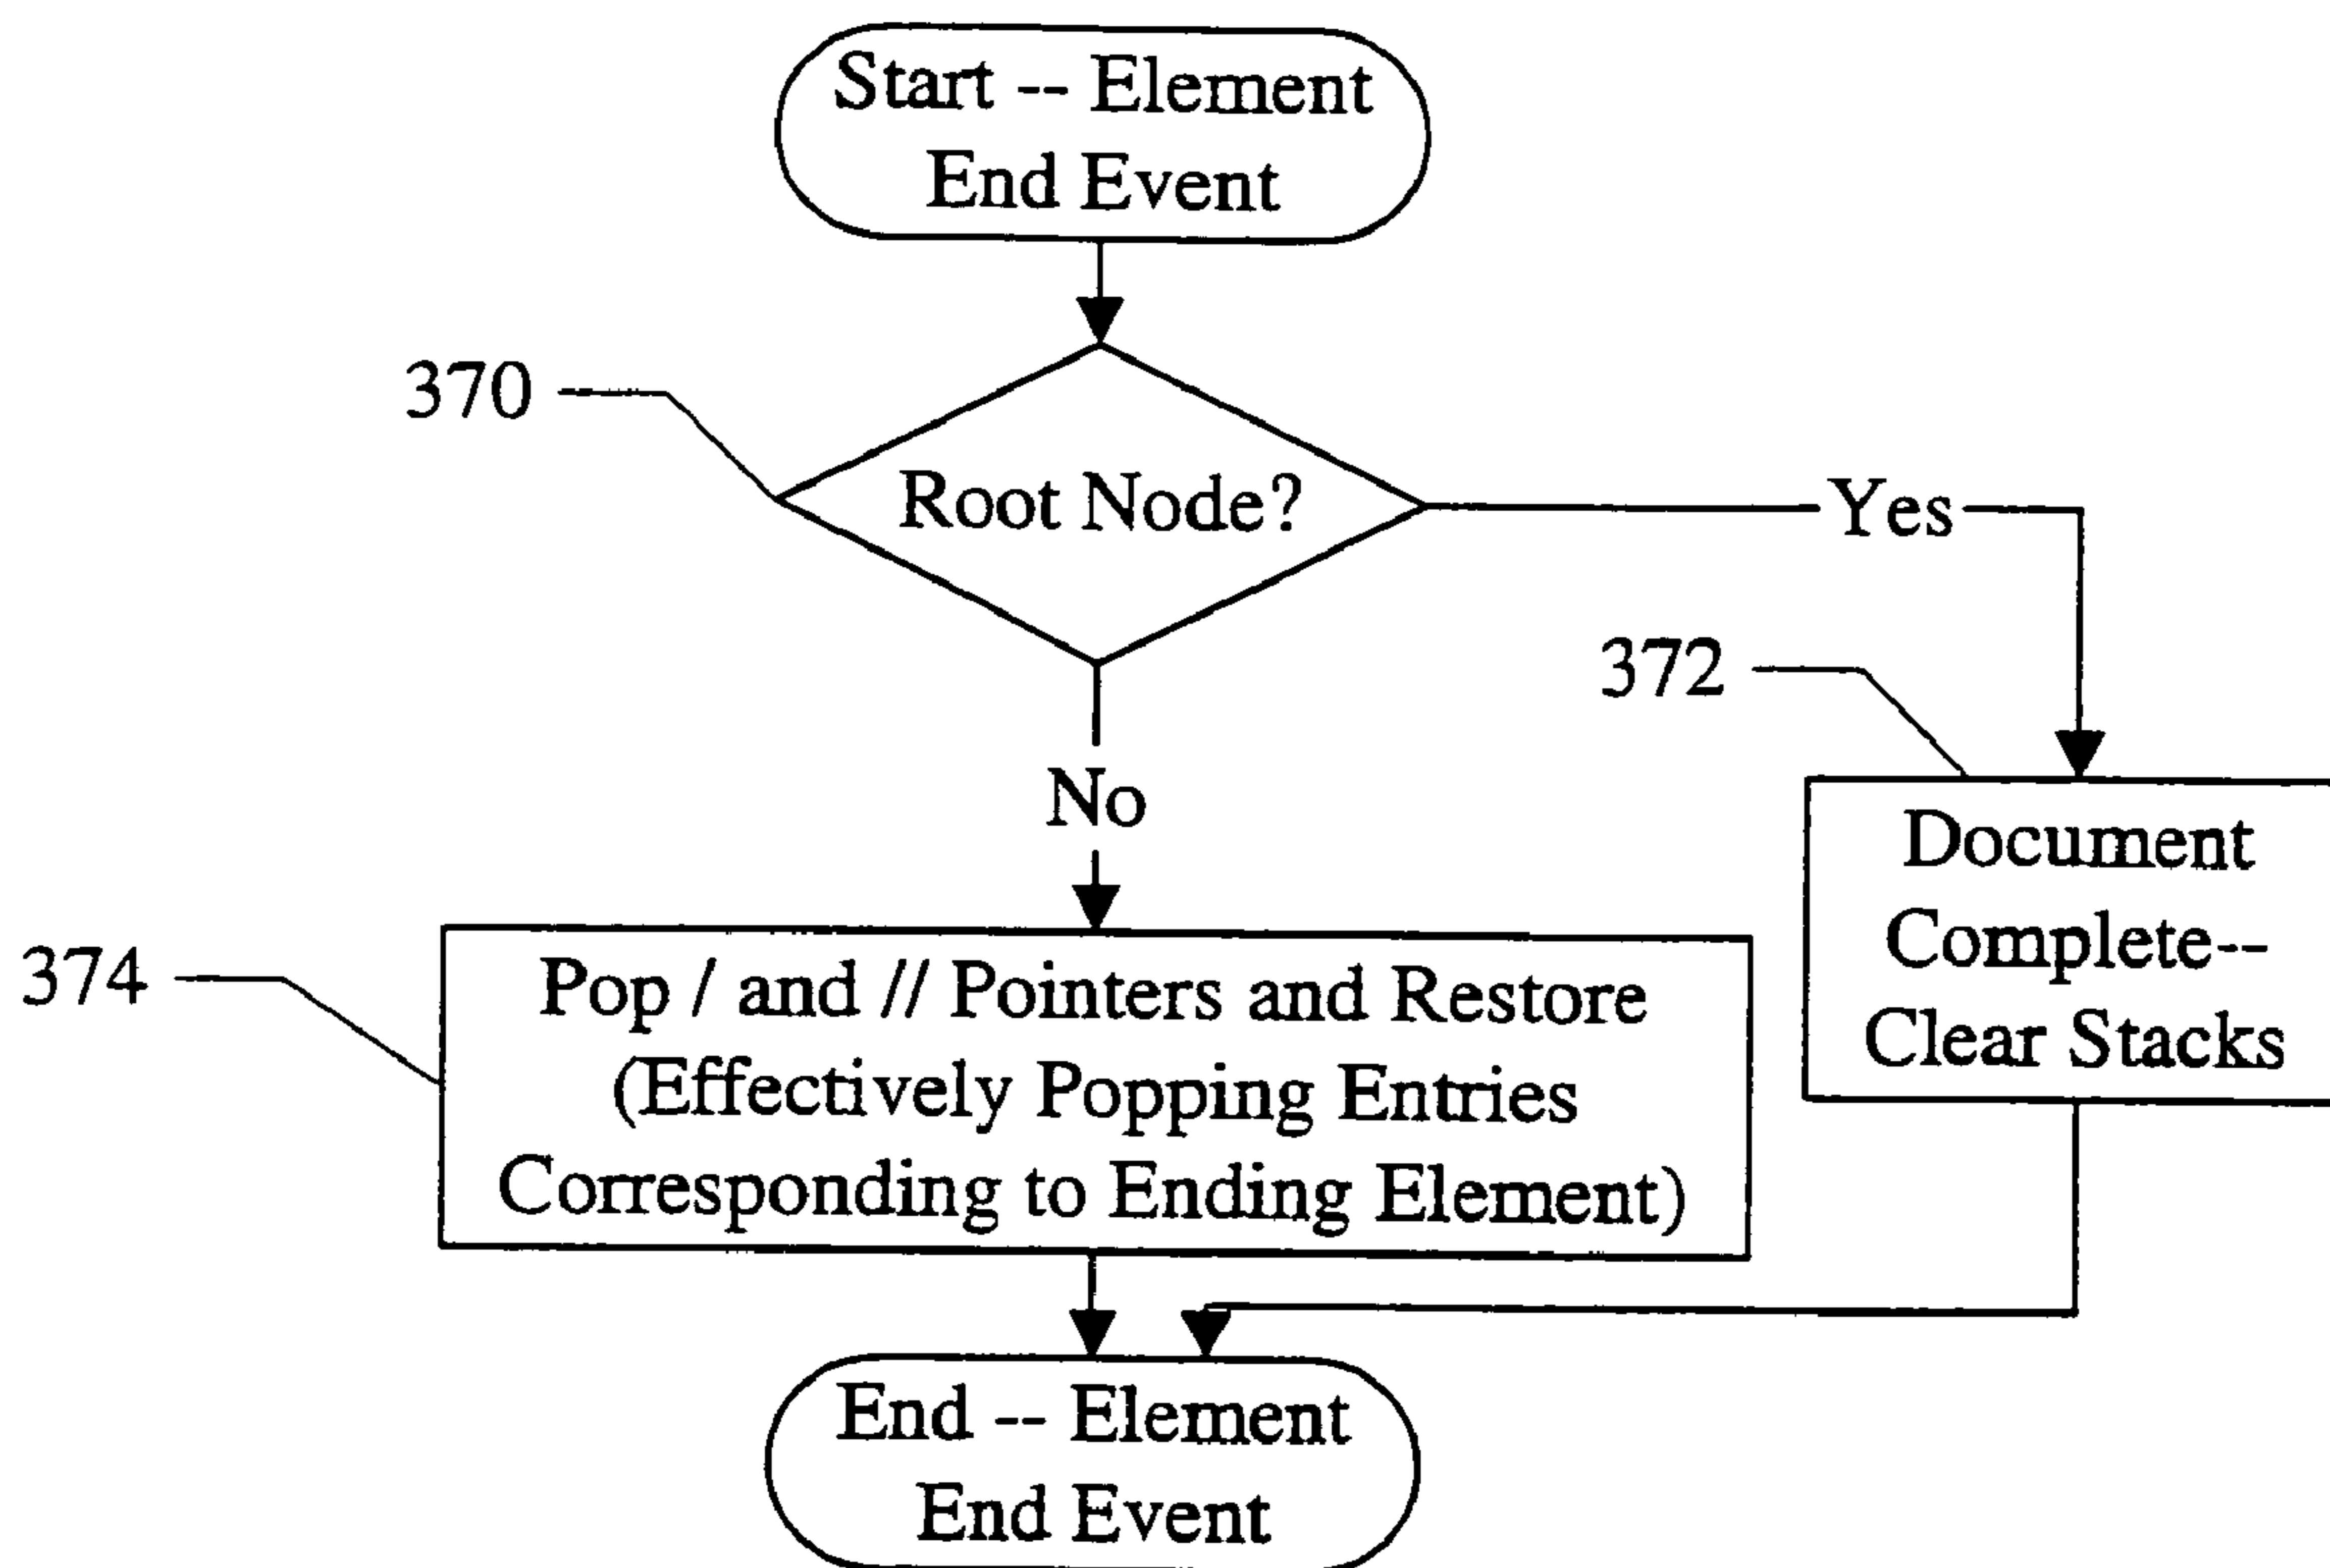 Start -- Element
End Event
370
Root Node?
Yes
372
No
Document
Complete--
Clear Stacks
374
Pop / and // Pointers and Restore
(Effectively Popping Entries
Corresponding to Ending Element)
End -- Element
End Event